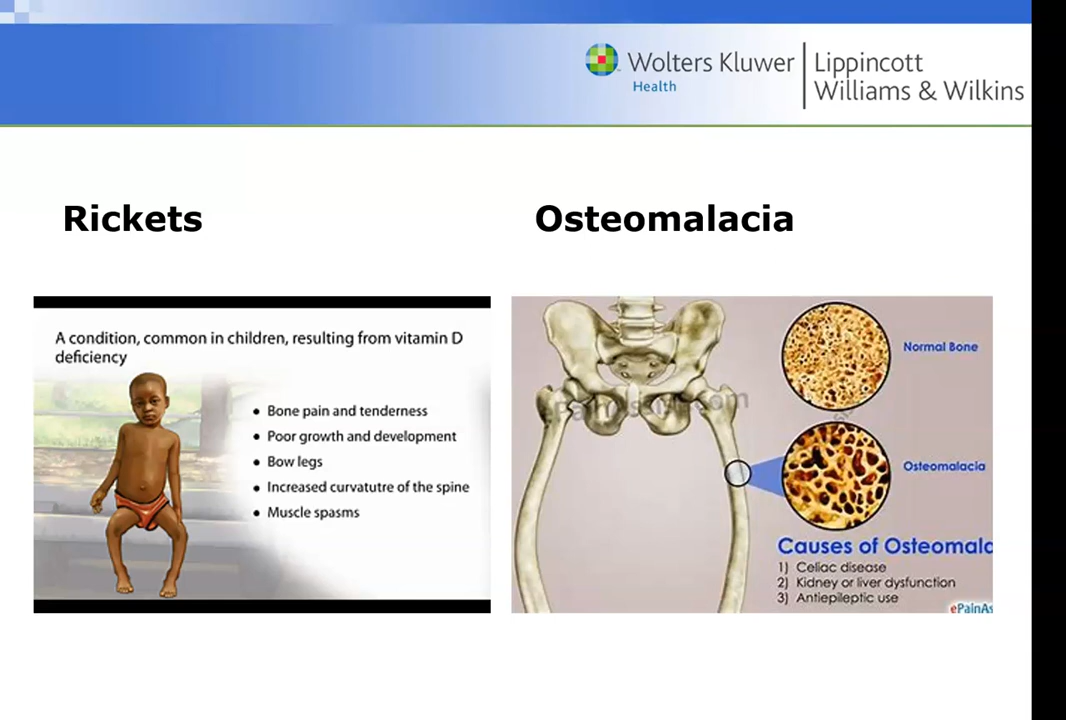 Wolters Kluwer
Health
Lippincott
Williams & Wilkins
Rickets
Osteomalacia
A condition, common in children, resulting from vitamin D
deficiency
• Bone pain and tenderness
• Poor growth and development
• Bow legs
• Increased curvatutre of the spine
• Muscle spasms
Normal Bone
Osteomalacia
Causes of Osteomala
1) Celiac disease
2) Kidney or liver dysfunction
3) Antiepileptic use
ePainAs